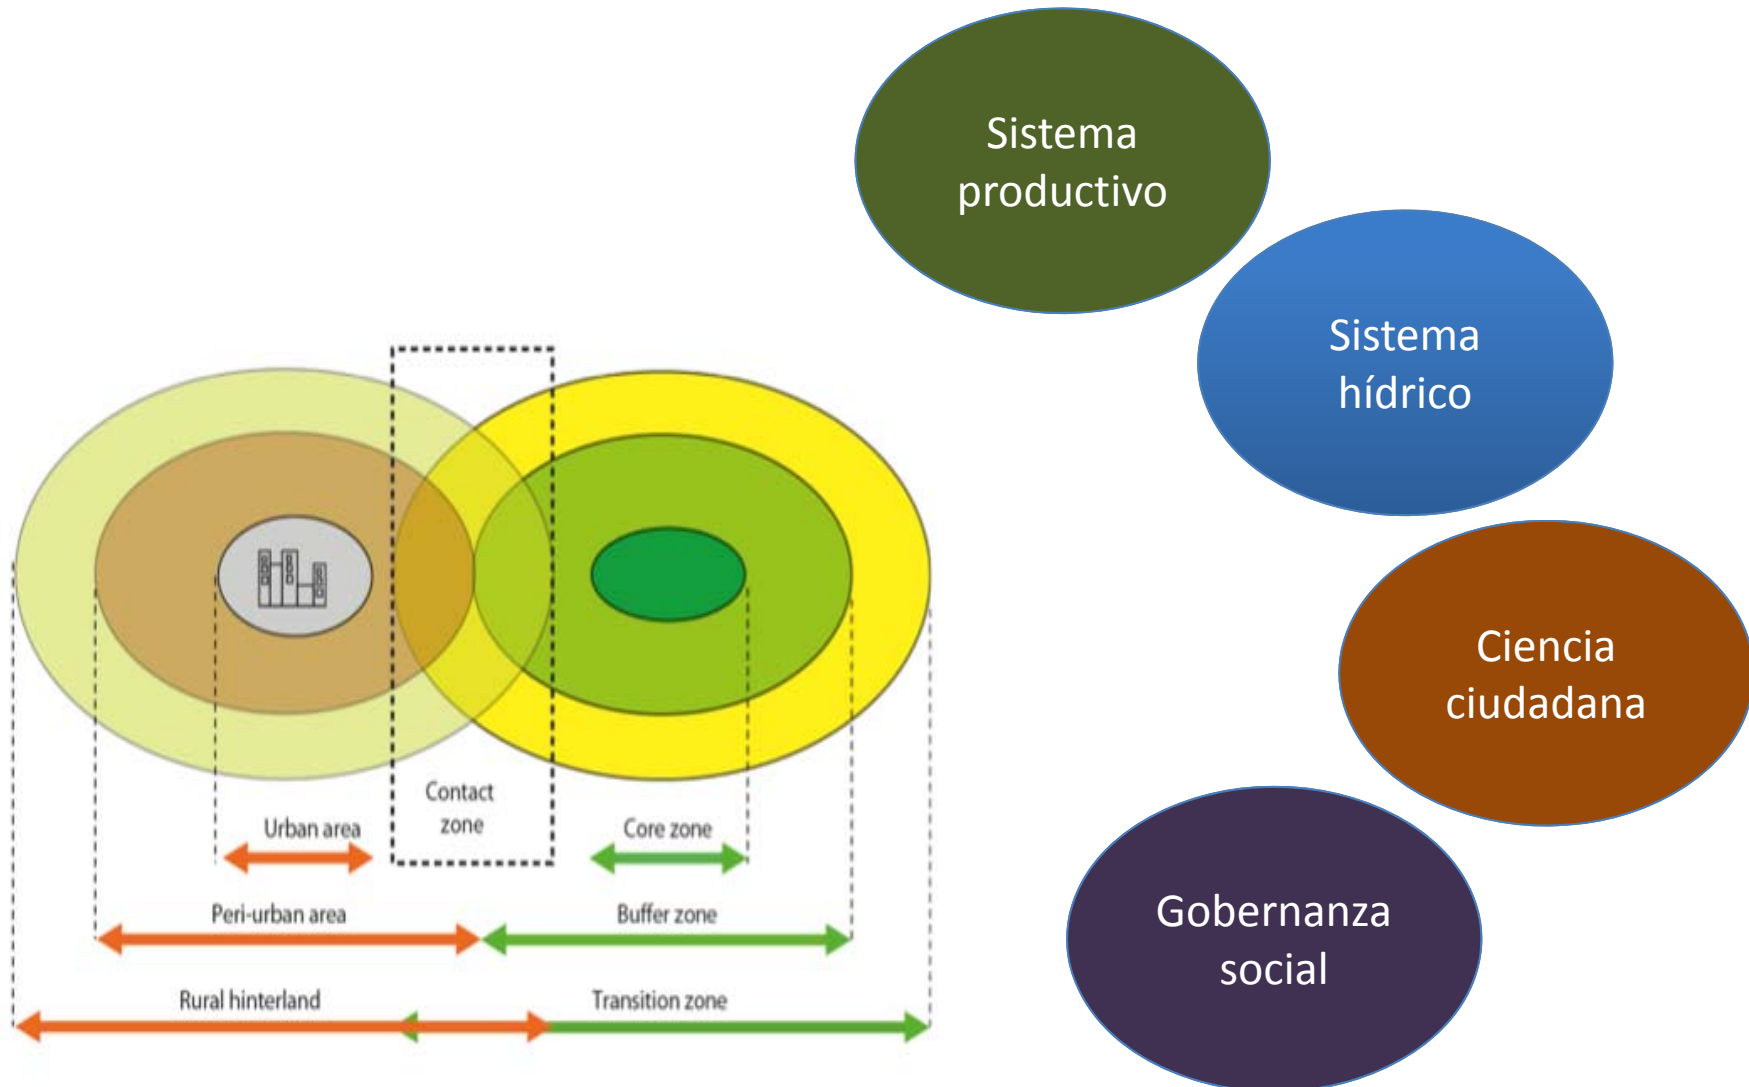 Sistema
productivo
Sistema
hídrico
Ciencia
ciudadana
Gobernanza
social
Contact
zone
Urban area
Core zone
Peri-urban area
Buffer zone
Rural hinterland
Transition zone